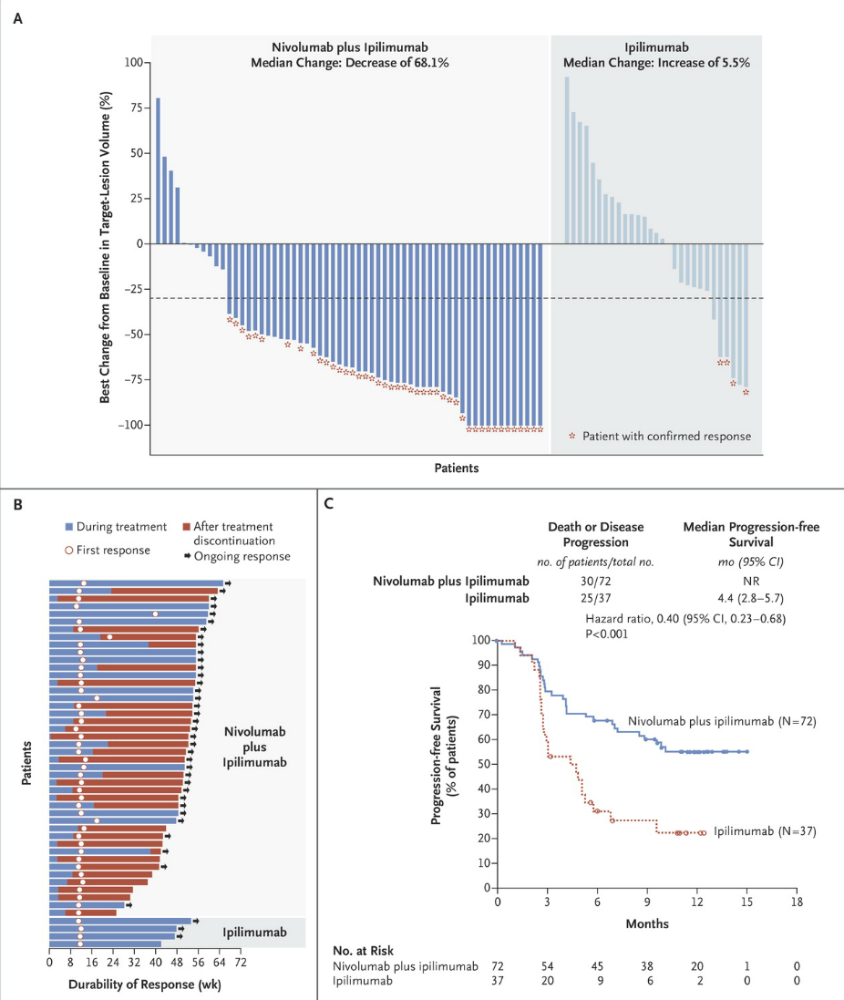 A
Nivolumab plus Ipilimumab
Median Change: Decrease of 68.1%
Ipilimumab
Median Change: Increase of 5.5%
Best Change from Baseline in Target-Lesion Volume (%)
100
75
50
25
0
−25
−50
−75
−100
☆ Patient with confirmed response
Patients
B
During treatment
After treatment
discontinuation
First response
Ongoing response
Patients
Nivolumab
plus
Ipilimumab
Ipilimumab
0 8 16 24 32 40 48 56 64 72
Durability of Response (wk)
C
Death or Disease
Progression
Median Progression-free
Survival
no. of patients/total no.
mo (95% CI)
Nivolumab plus Ipilimumab 30/72 NR
Ipilimumab 25/37 4.4 (2.8–5.7)
Hazard ratio, 0.40 (95% CI, 0.23–0.68)
P<0.001
Progression-free Survival
(% of patients)
100
90
80
70
60
50
40
30
20
10
0
Nivolumab plus ipilimumab (N=72)
Ipilimumab (N=37)
0 3 6 9 12 15 18
Months
No. at Risk
Nivolumab plus ipilimumab 72 54 45 38 20 1 0
Ipilimumab 37 20 9 6 2 0 0